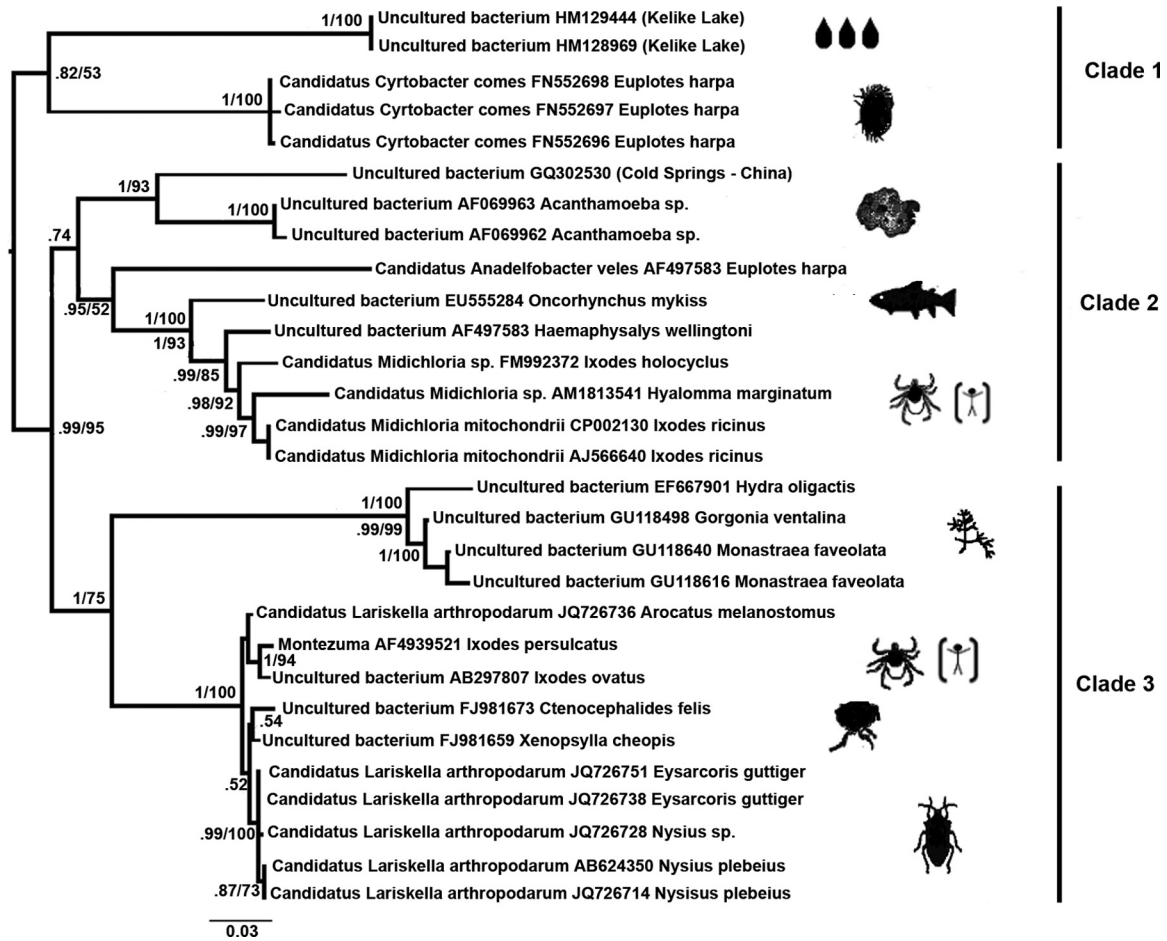 1/100
Uncultured bacterium HM129444 (Kelike Lake)
Uncultured bacterium HM128969 (Kelike Lake)
Clade 1
.82/53
Candidatus Cyrtobacter comes FN552698 Euplotes harpa
1/100
Candidatus Cyrtobacter comes FN552697 Euplotes harpa
Candidatus Cyrtobacter comes FN552696 Euplotes harpa
Uncultured bacterium GQ302530 (Cold Springs - China)
1/93
Uncultured bacterium AF069963 Acanthamoeba sp.
1/100
Uncultured bacterium AF069962 Acanthamoeba sp.
.74
Candidatus Anadelfobacter veles AF497583 Euplotes harpa
.95/52
Uncultured bacterium EU555284 Oncorhynchus mykiss
Clade 2
1/100
Uncultured bacterium AF497583 Haemaphysalys wellingtoni
1/93
Candidatus Midichloria sp. FM992372 Ixodes holocyclus
.99/85
Candidatus Midichloria sp. AM1813541 Hyalomma marginatum
.98/92
Candidatus Midichloria mitochondrii CP002130 Ixodes ricinus
.99/95
.99/97
Candidatus Midichloria mitochondrii AJ566640 Ixodes ricinus
Uncultured bacterium EF667901 Hydra oligactis
1/100
Uncultured bacterium GU118498 Gorgonia ventalina
.99/99
Uncultured bacterium GU118640 Monastraea faveolata
1/100
Uncultured bacterium GU118616 Monastraea faveolata
1/75
Candidatus Lariskella arthropodarum JQ726736 Arocatus melanostomus
Montezuma AF4939521 Ixodes persulcatus
1/94
Uncultured bacterium AB297807 Ixodes ovatus
Clade 3
1/100
Uncultured bacterium FJ981673 Ctenocephalides felis
.54
Uncultured bacterium FJ981659 Xenopsylla cheopis
Candidatus Lariskella arthropodarum JQ726751 Eysarcoris guttiger
.52
Candidatus Lariskella arthropodarum JQ726738 Eysarcoris guttiger
.99/100
Candidatus Lariskella arthropodarum JQ726728 Nysius sp.
Candidatus Lariskella arthropodarum AB624350 Nysius plebeius
.87/73
Candidatus Lariskella arthropodarum JQ726714 Nysisus plebeius
0.03